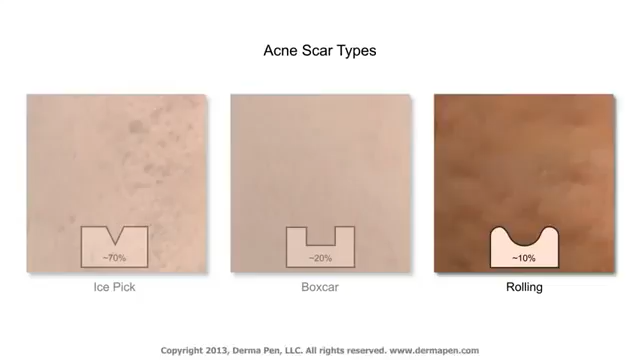 Acne Scar Types
~70%
~20%
~10%
Ice Pick
Boxcar
Rolling
Copyright 2013, Derma Pen, LLC. All rights reserved. www.dermapen.com